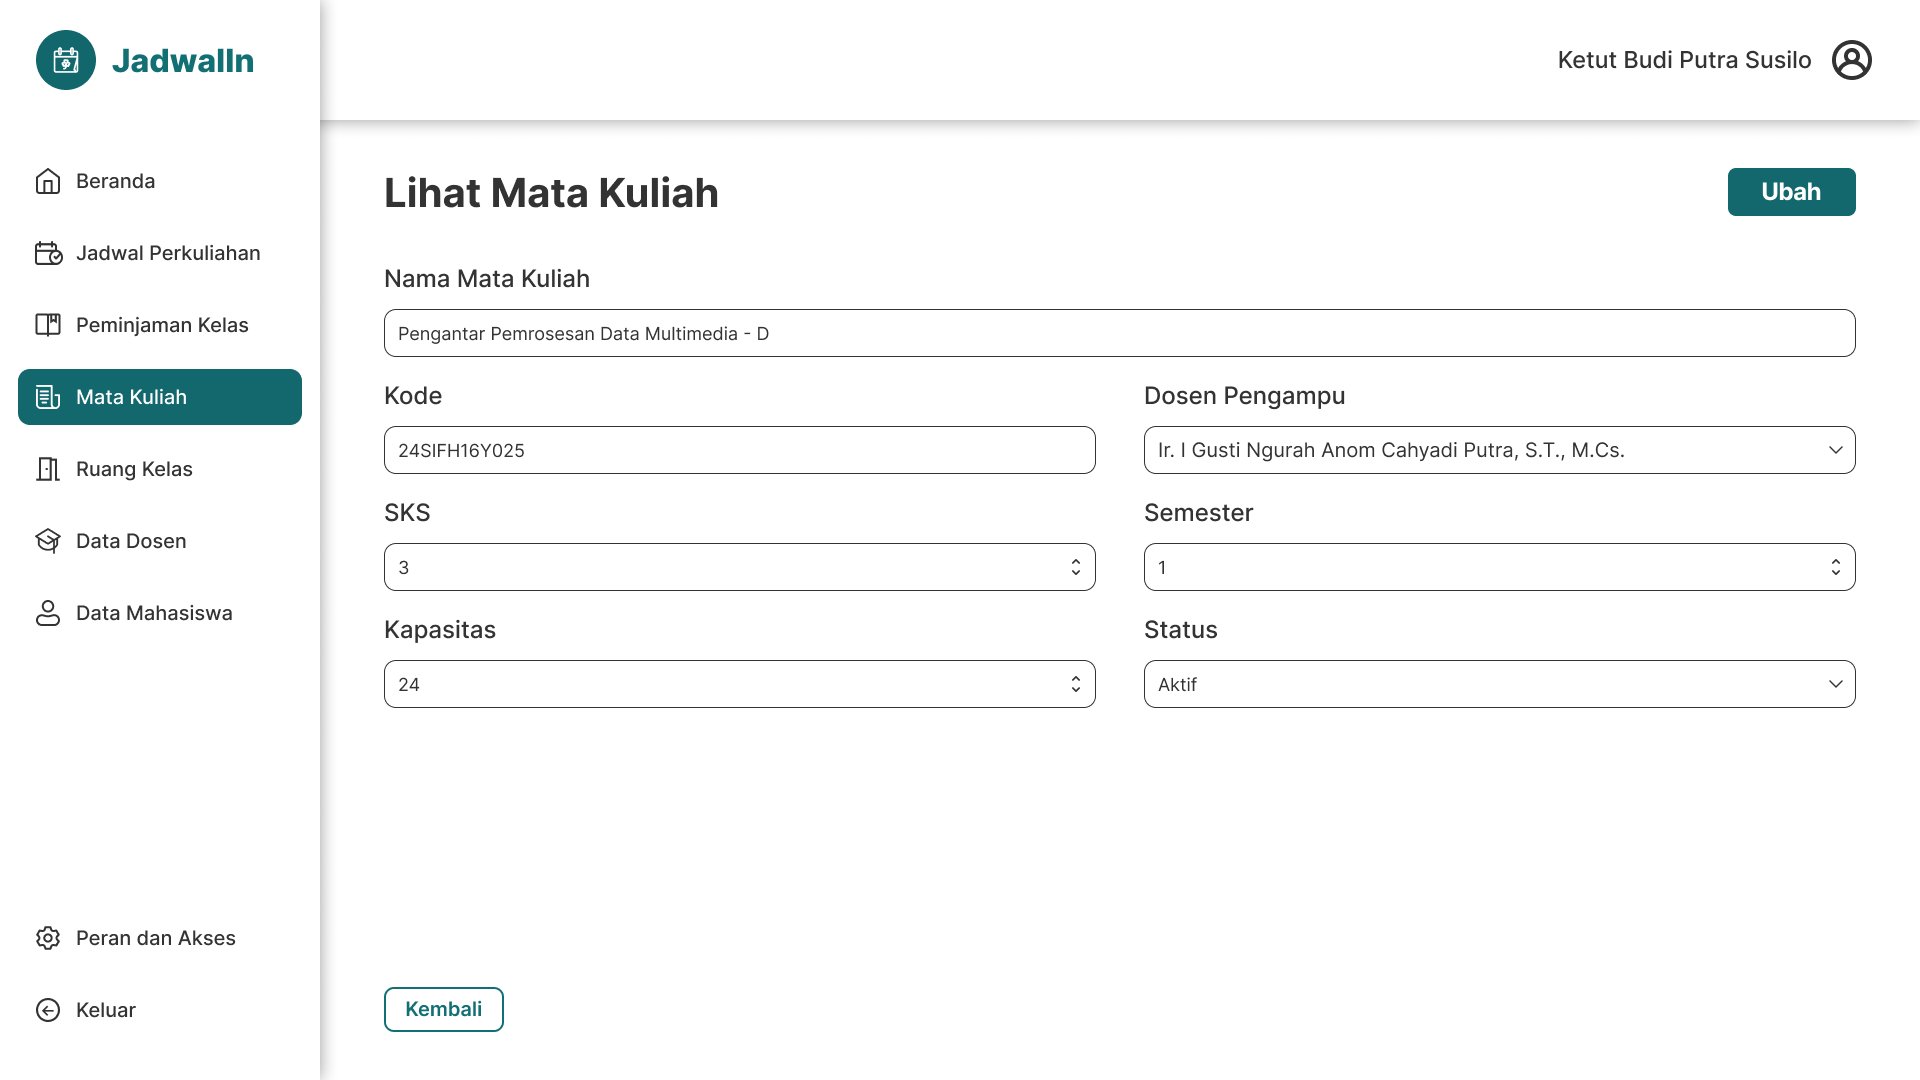 JadwalIn
Ketut Budi Putra Susilo
Beranda
Jadwal Perkuliahan
Peminjaman Kelas
Mata Kuliah
Ruang Kelas
Data Dosen
Data Mahasiswa
Peran dan Akses
Keluar
Lihat Mata Kuliah
Ubah
Nama Mata Kuliah
Pengantar Pemrosesan Data Multimedia - D
Kode
24SIFH16Y025
Dosen Pengampu
Ir. I Gusti Ngurah Anom Cahyadi Putra, S.T., M.Cs.
SKS
3
Semester
1
Kapasitas
24
Status
Aktif
Kembali